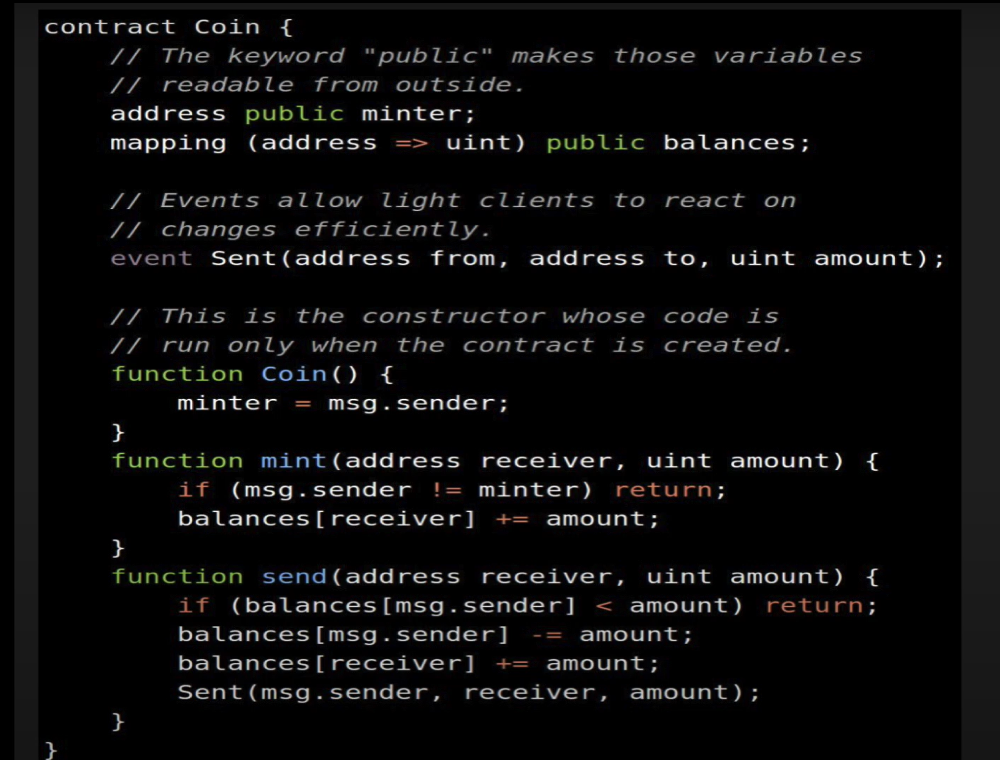 contract Coin {
    // The keyword "public" makes those variables
    // readable from outside.
    address public minter;
    mapping (address => uint) public balances;

    // Events allow light clients to react on
    // changes efficiently.
    event Sent(address from, address to, uint amount);

    // This is the constructor whose code is
    // run only when the contract is created.
    function Coin() {
        minter = msg.sender;
    }
    function mint(address receiver, uint amount) {
        if (msg.sender != minter) return;
        balances[receiver] += amount;
    }
    function send(address receiver, uint amount) {
        if (balances[msg.sender] < amount) return;
        balances[msg.sender] -= amount;
        balances[receiver] += amount;
        Sent(msg.sender, receiver, amount);
    }
}